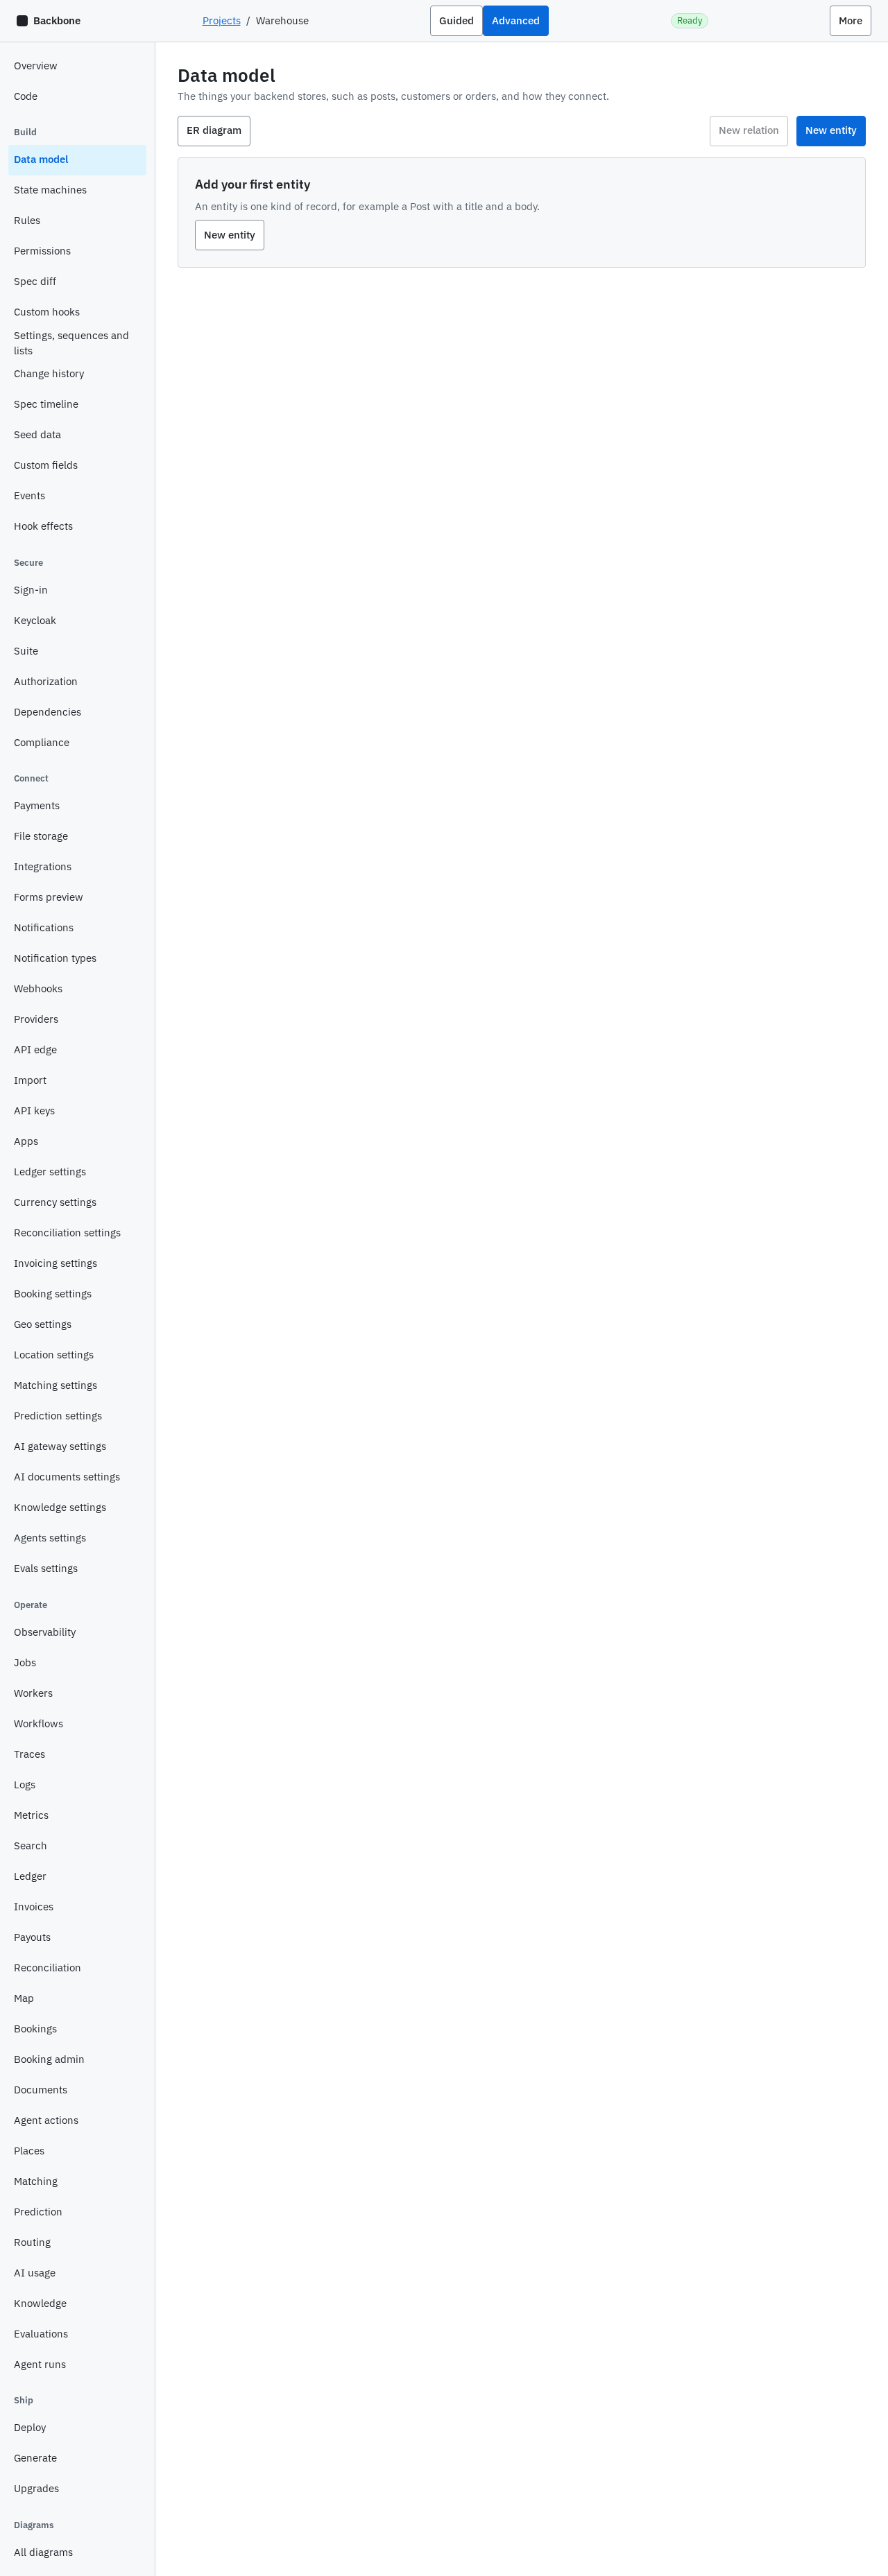 Backbone
Projects / Warehouse
Guided
Advanced
Ready
More
Overview
Code
Build
Data model
State machines
Rules
Permissions
Spec diff
Custom hooks
Settings, sequences and
lists
Change history
Spec timeline
Seed data
Custom fields
Events
Hook effects
Secure
Sign-in
Keycloak
Suite
Authorization
Dependencies
Compliance
Connect
Payments
File storage
Integrations
Forms preview
Notifications
Notification types
Webhooks
Providers
API edge
Import
API keys
Apps
Ledger settings
Currency settings
Reconciliation settings
Invoicing settings
Booking settings
Geo settings
Location settings
Matching settings
Prediction settings
AI gateway settings
AI documents settings
Knowledge settings
Agents settings
Evals settings
Operate
Observability
Jobs
Workers
Workflows
Traces
Logs
Metrics
Search
Ledger
Invoices
Payouts
Reconciliation
Map
Bookings
Booking admin
Documents
Agent actions
Places
Matching
Prediction
Routing
AI usage
Knowledge
Evaluations
Agent runs
Ship
Deploy
Generate
Upgrades
Diagrams
All diagrams
Data model
The things your backend stores, such as posts, customers or orders, and how they connect.
ER diagram
New relation
New entity
Add your first entity
An entity is one kind of record, for example a Post with a title and a body.
New entity